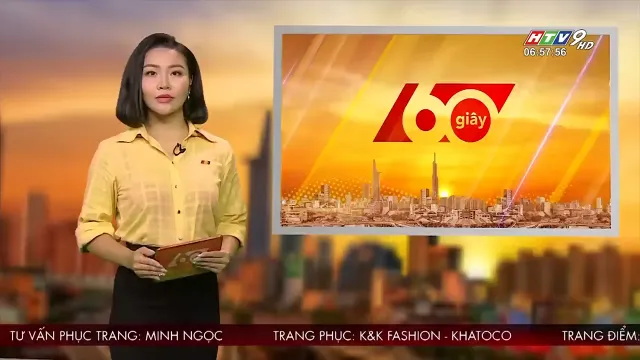 HTV9 HD
06:57:56
60 giây
TƯ VẤN PHỤC TRANG: MINH NGỌC TRANG PHỤC: K&K FASHION - KHATOCO TRANG ĐIỂM